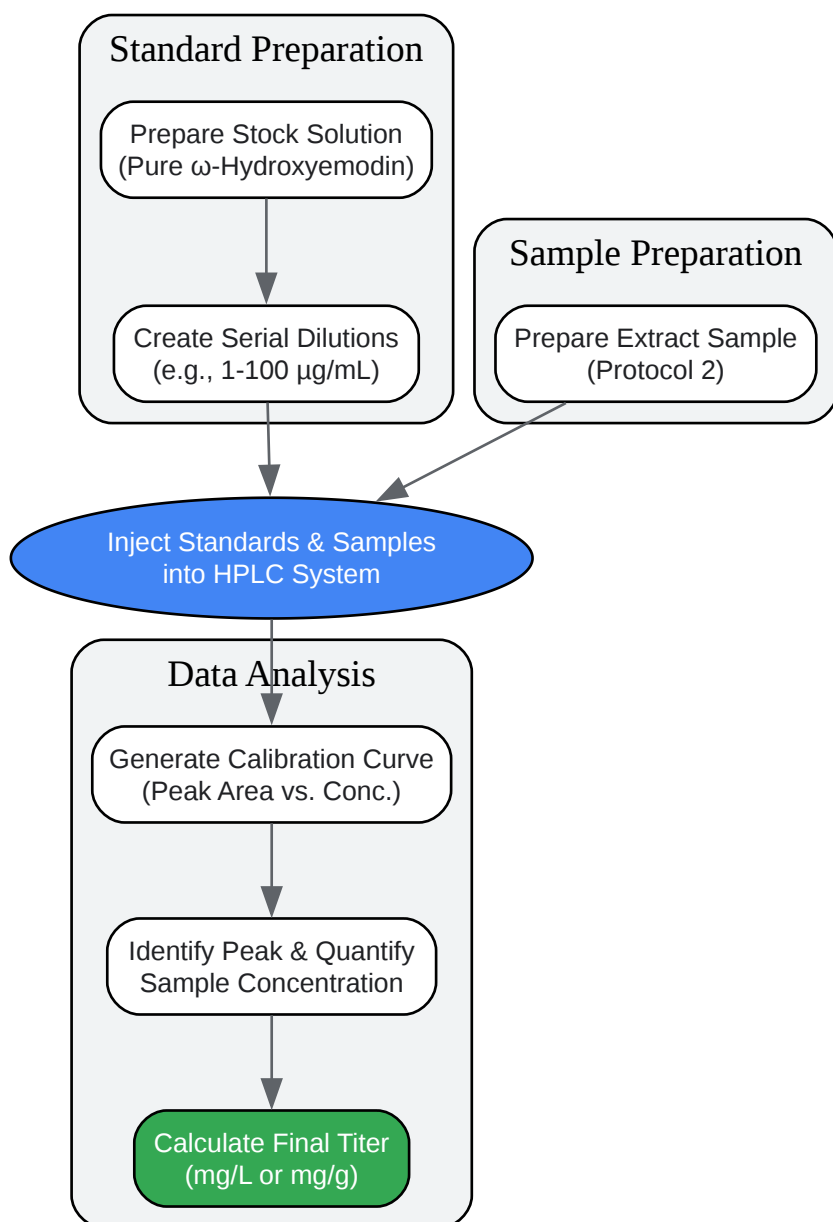 Standard Preparation
Prepare Stock Solution
(Pure ω-Hydroxyemodin)
Create Serial Dilutions
(e.g., 1-100 µg/mL)
Sample Preparation
Prepare Extract Sample
(Protocol 2)
Inject Standards & Samples
into HPLC System
Data Analysis
Generate Calibration Curve
(Peak Area vs. Conc.)
Identify Peak & Quantify
Sample Concentration
Calculate Final Titer
(mg/L or mg/g)